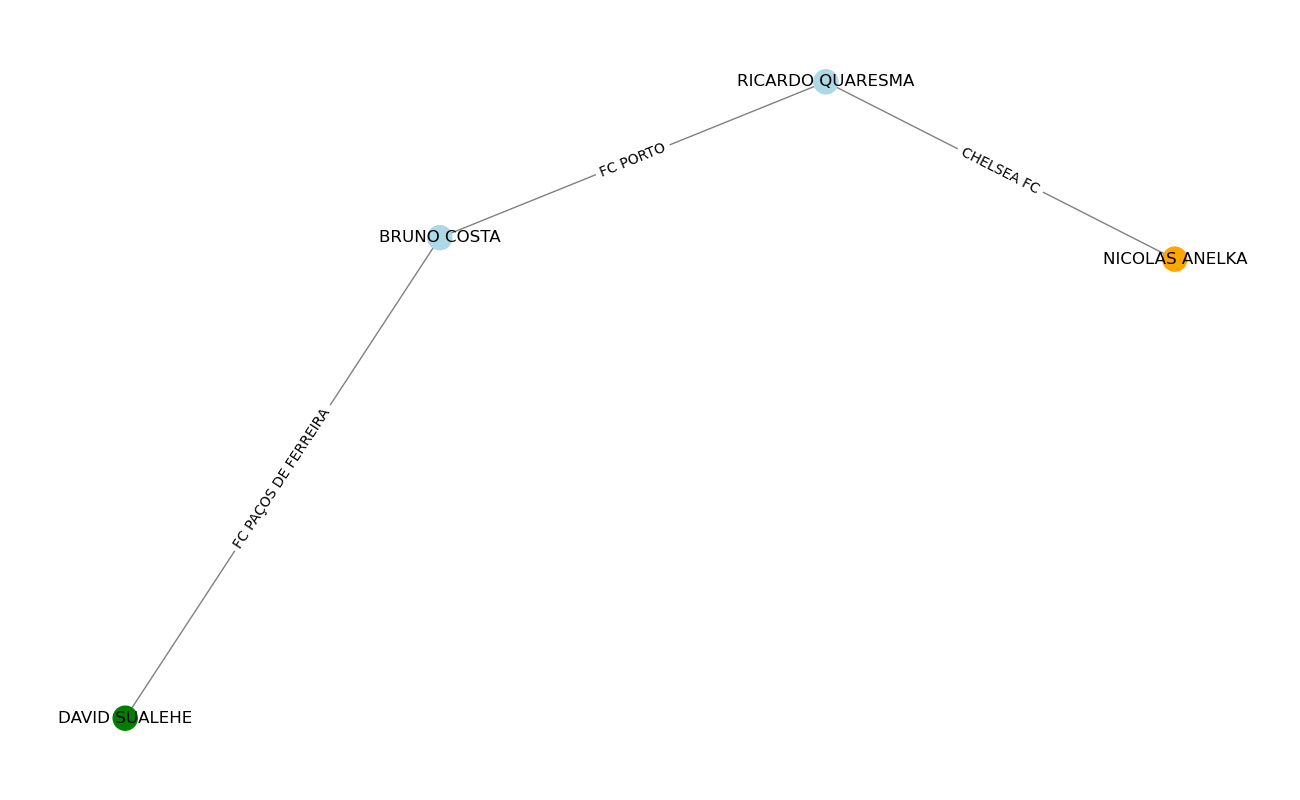 RICARDO QUARESMA
FC PORTO
CHELSEA FC
BRUNO COSTA
NICOLAS ANELKA
FC PAÇOS DE FERREIRA
DAVID SUALEHE